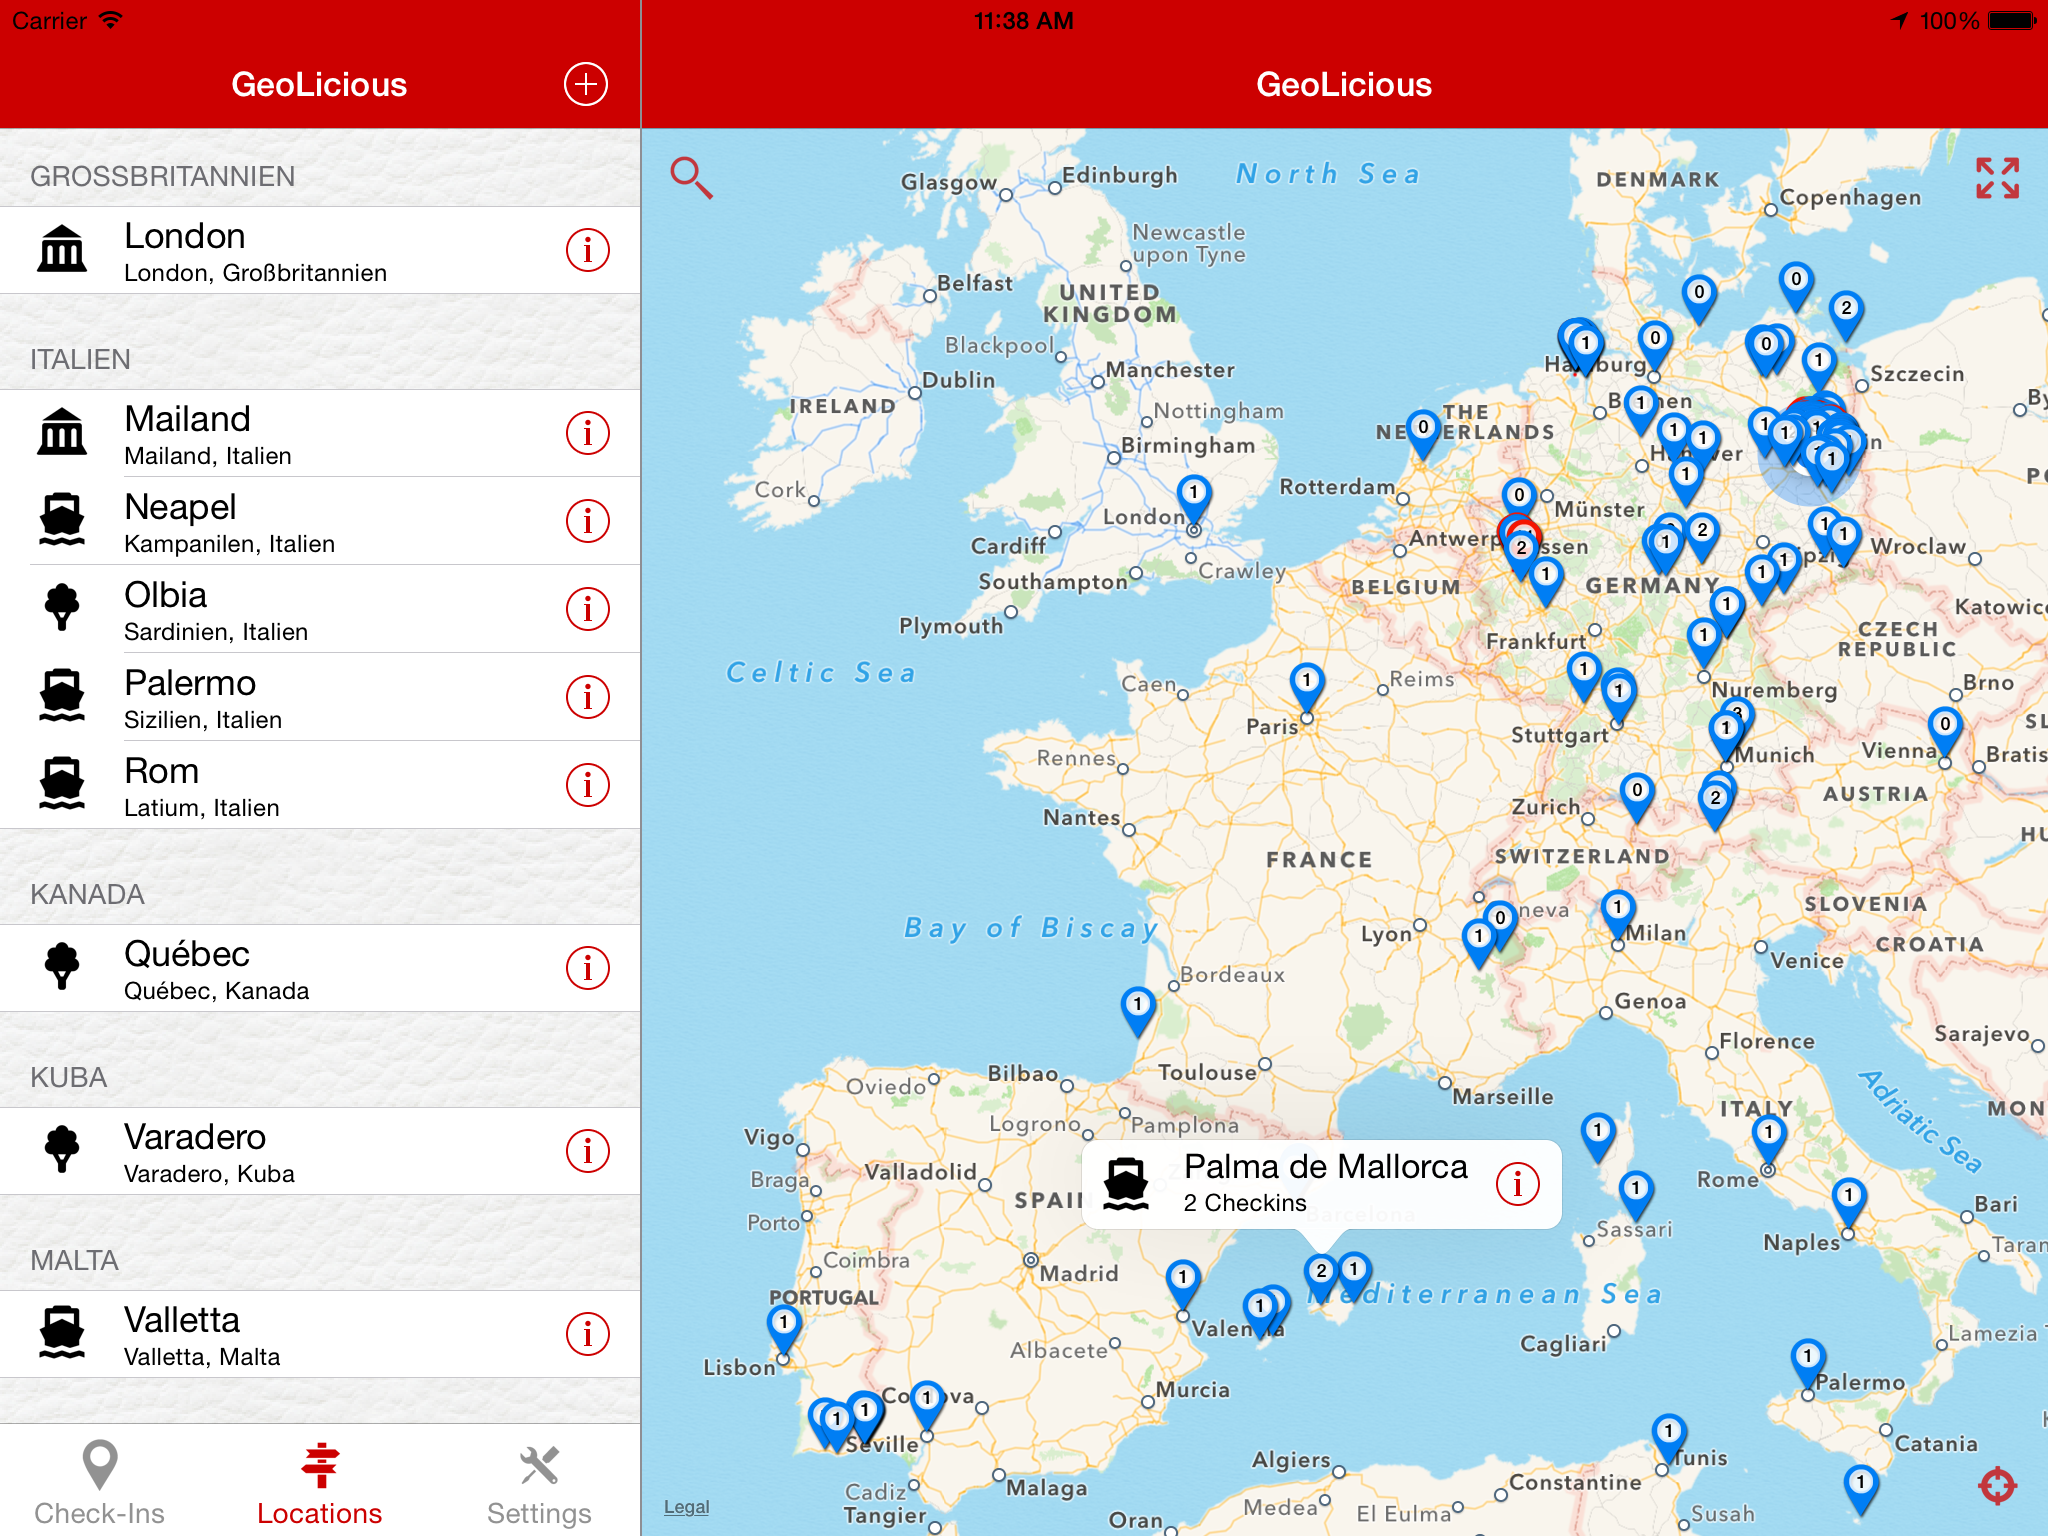 Carrier
11:38 AM
100%
GeoLicious
GeoLicious
GROSSBRITANNIEN
London
London, Großbritannien
ITALIEN
Mailand
Mailand, Italien
Neapel
Kampanilen, Italien
Olbia
Sardinien, Italien
Palermo
Sizilien, Italien
Rom
Latium, Italien
KANADA
Québec
Québec, Kanada
KUBA
Varadero
Varadero, Kuba
MALTA
Valletta
Valletta, Malta
Check-Ins
Locations
Settings
North Sea
Glasgow
Edinburgh
DENMARK
Copenhagen
Newcastle
upon Tyne
Belfast
UNITED
KINGDOM
Blackpool
Manchester
Dublin
IRELAND
Nottingham
Birmingham
Cork
London
Cardiff
Southampton
Crawley
Plymouth
Celtic Sea
THE
Rotterdam
Münster
BELGIUM
GERMANY
Szczecin
Wroclaw
CZECH
REPUBLIC
Frankfurt
Nuremberg
Brno
Caen
Reims
Paris
Stuttgart
Munich
Vienna
Rennes
Nantes
Zurich
AUSTRIA
FRANCE
SWITZERLAND
SLOVENIA
CROATIA
Bay of Biscay
Lyon
Milan
Venice
Bordeaux
Genoa
Florence
Sarajevo
Adriatic Sea
Oviedo
Bilbao
Toulouse
Marseille
Logrono
Pamplona
ITALY
Vigo
Valladolid
Braga
Porto
Palma de Mallorca
2 Checkins
Barcelona
Rome
Bari
Sassari
Naples
Coimbra
Madrid
PORTUGAL
Mediterranean Sea
Albacete
Cagliari
Lisbon
Murcia
Palermo
Seville
Catania
Cadiz
Malaga
Algiers
Constantine
Tunis
Tangier
Medea
El Eulma
Susah
Oran
Legal